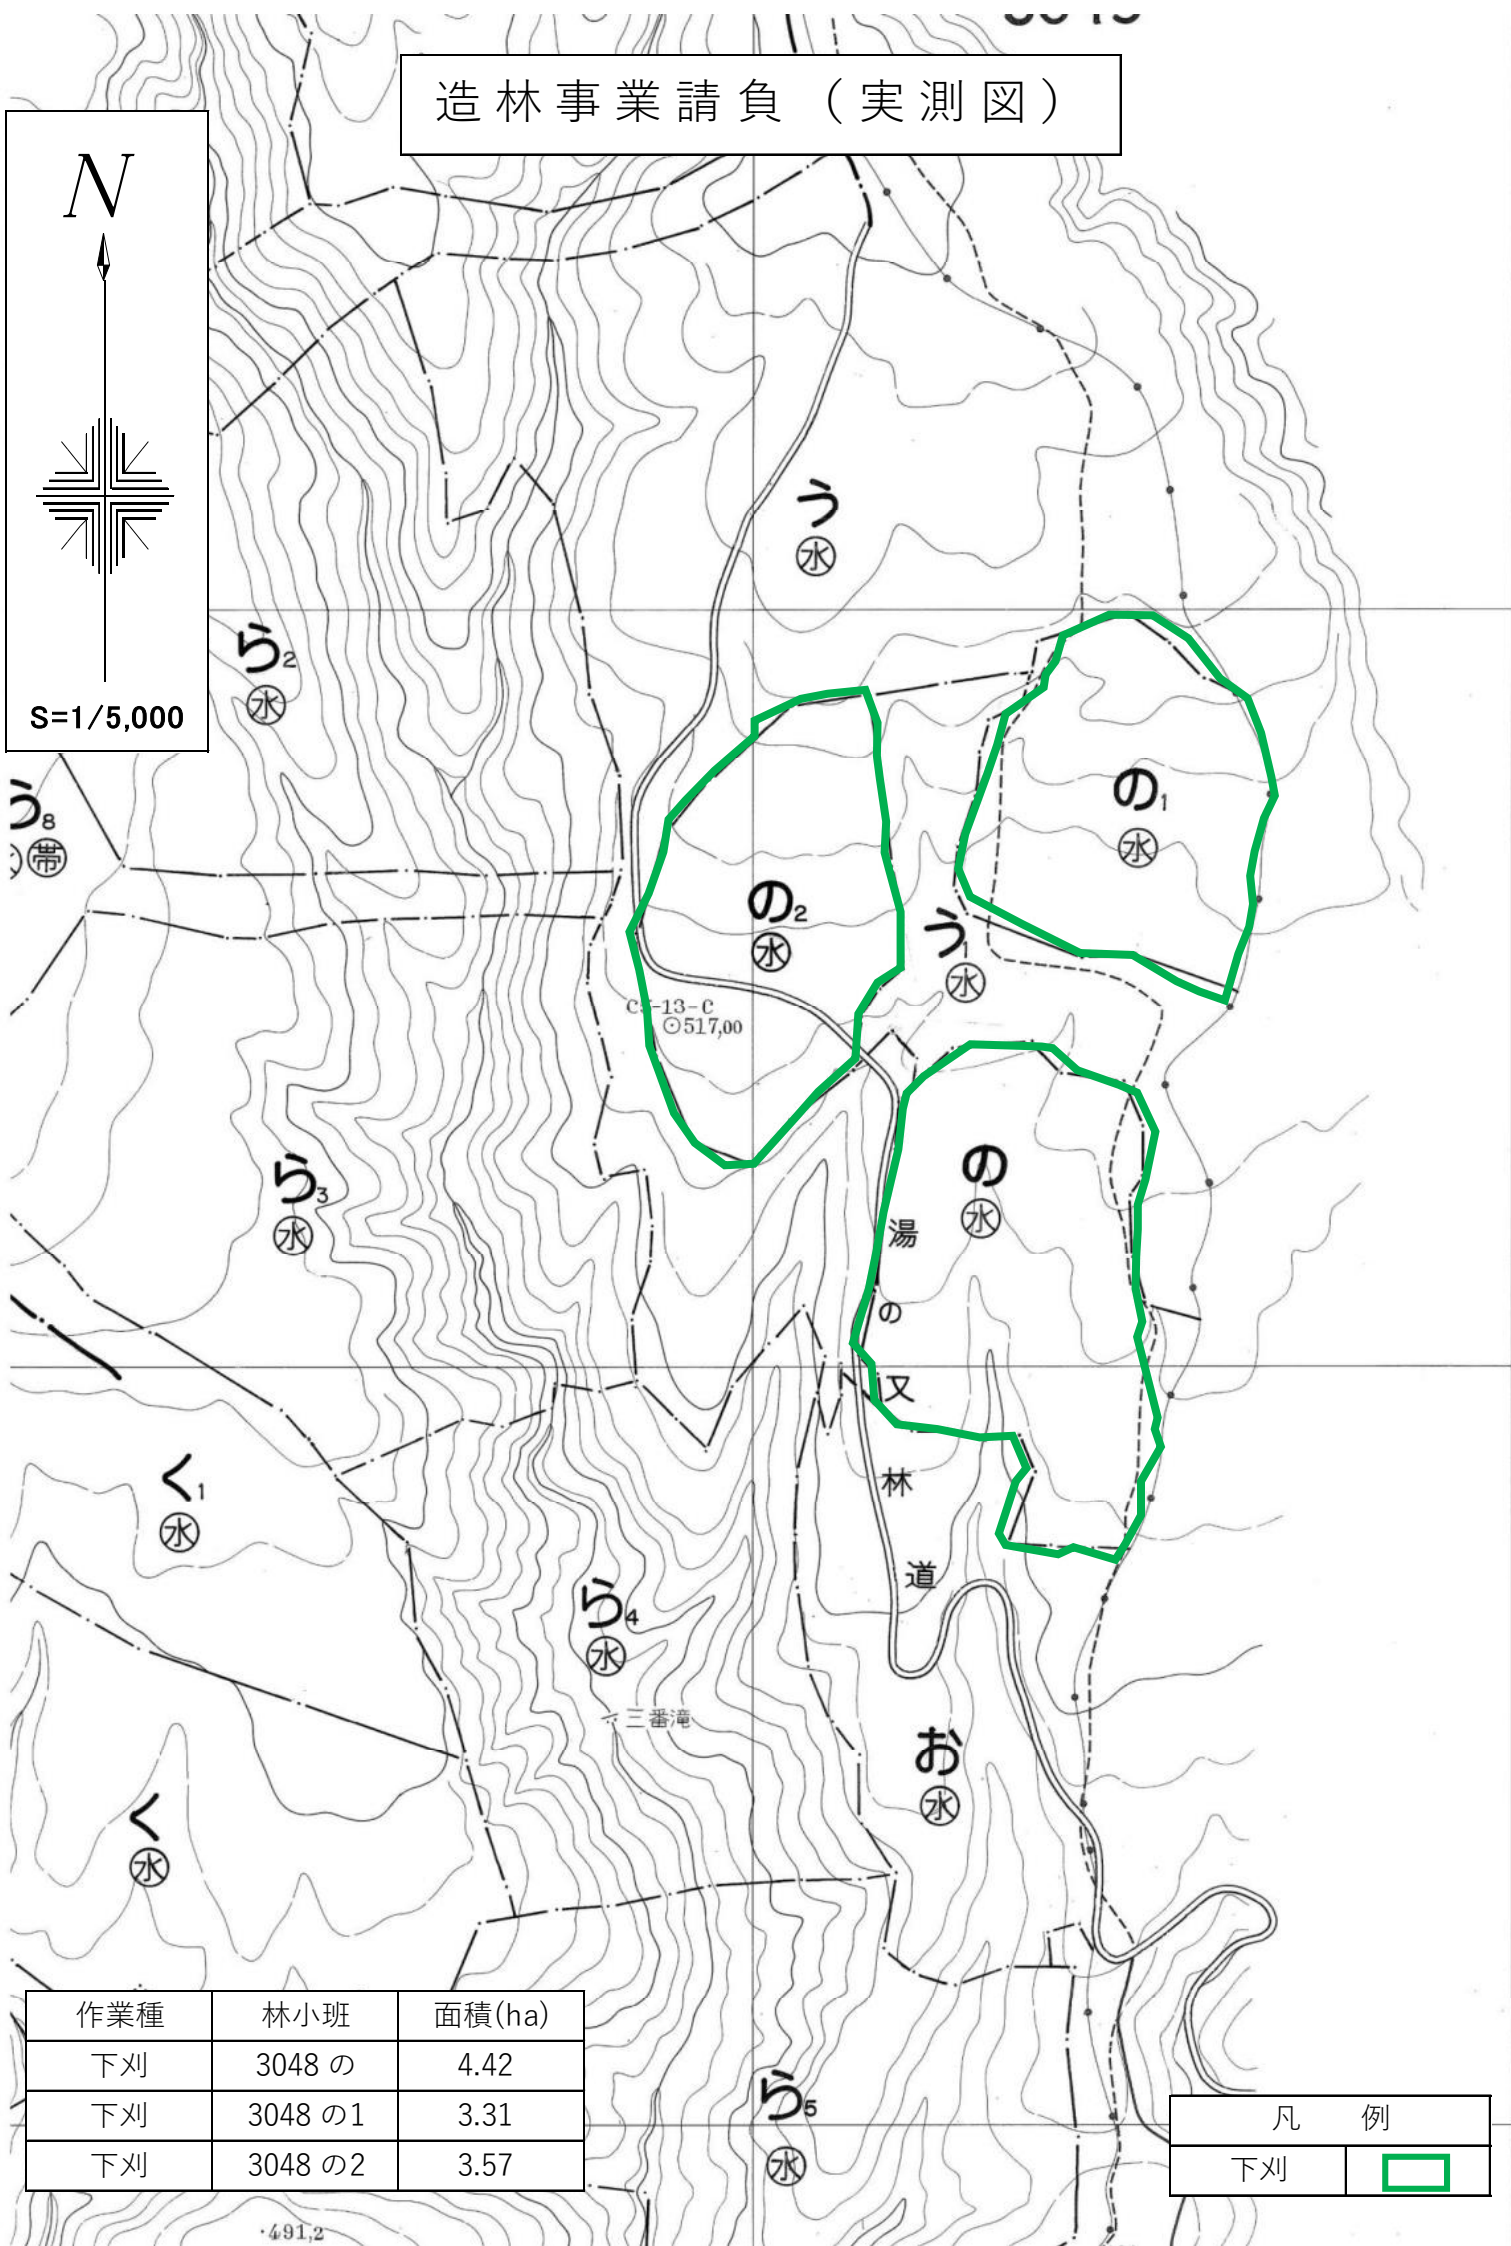 造林事業請負（実測図）
N
S=1/5,000
う
水
ら2
水
う8
帯
の1
水
の2
水
う1
水
C5-13-C
517,00
の
水
ら3
水
湯の又林道
く1
水
ら4
水
三番滝
お
水
く
水
作業種 林小班 面積(ha)
下刈 3048 の 4.42
下刈 3048 の1 3.31
下刈 3048 の2 3.57
ら5
水
凡 例
下刈
·491,2